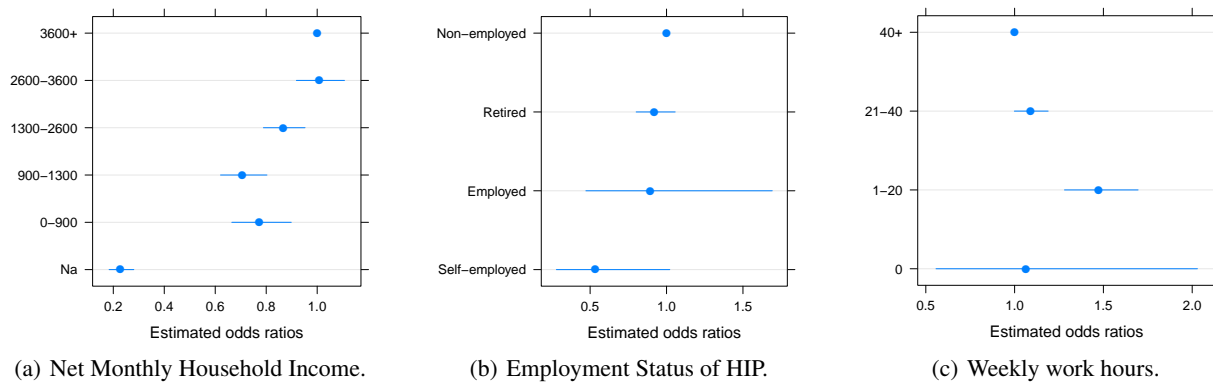 3600+
2600−3600
1300−2600
900−1300
0−900
Na
0.2 0.4 0.6 0.8 1.0
Estimated odds ratios
(a) Net Monthly Household Income.
Non−employed
Retired
Employed
Self−employed
0.5 1.0 1.5
Estimated odds ratios
(b) Employment Status of HIP.
40+
21−40
1−20
0
0.5 1.0 1.5 2.0
Estimated odds ratios
(c) Weekly work hours.